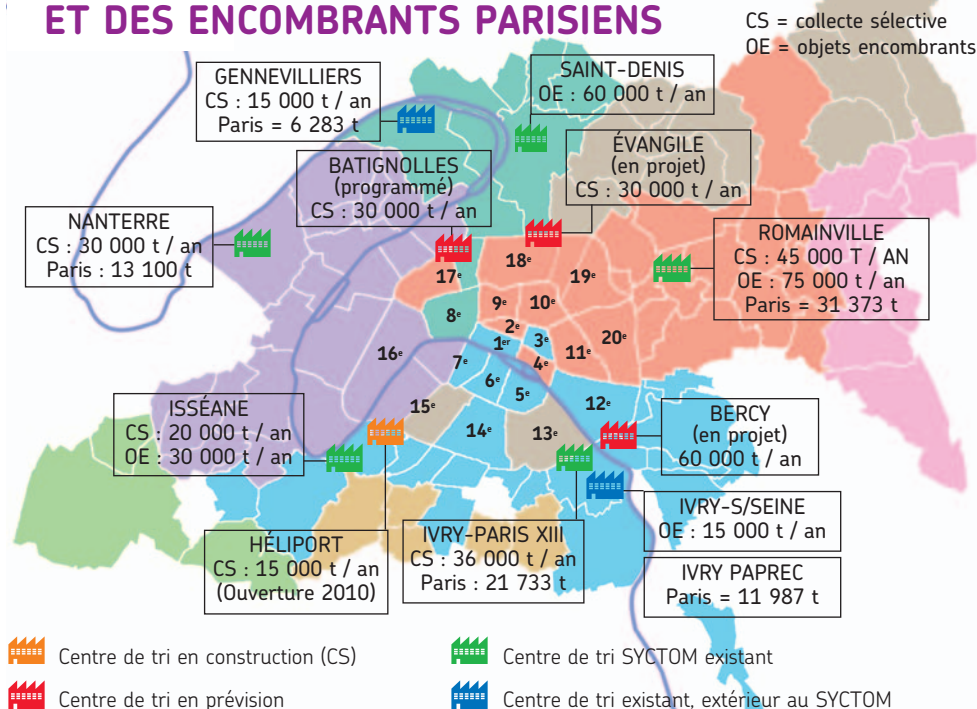 ET DES ENCOMBRANTS PARISIENS
CS = collecte sélective
OE = objets encombrants
GENNEVILLIERS
CS : 15 000 t / an
Paris = 6 283 t
SAINT-DENIS
OE : 60 000 t / an
BATIGNOLLES
(programmé)
CS : 30 000 t / an
ÉVANGILE
(en projet)
CS : 30 000 t / an
NANTERRE
CS : 30 000 t / an
Paris : 13 100 t
ROMAINVILLE
CS : 45 000 T / AN
OE : 75 000 t / an
Paris = 31 373 t
17e
18e
19e
8e
9e
10e
2e
1er
3e
20e
16e
7e
4e
11e
6e
5e
12e
15e
14e
13e
ISSÉANE
CS : 20 000 t / an
OE : 30 000 t / an
BERCY
(en projet)
60 000 t / an
HÉLIPORT
CS : 15 000 t / an
(Ouverture 2010)
IVRY-PARIS XIII
CS : 36 000 t / an
Paris : 21 733 t
IVRY-S/SEINE
OE : 15 000 t / an
IVRY PAPREC
Paris = 11 987 t
Centre de tri en construction (CS)
Centre de tri SYCTOM existant
Centre de tri en prévision
Centre de tri existant, extérieur au SYCTOM